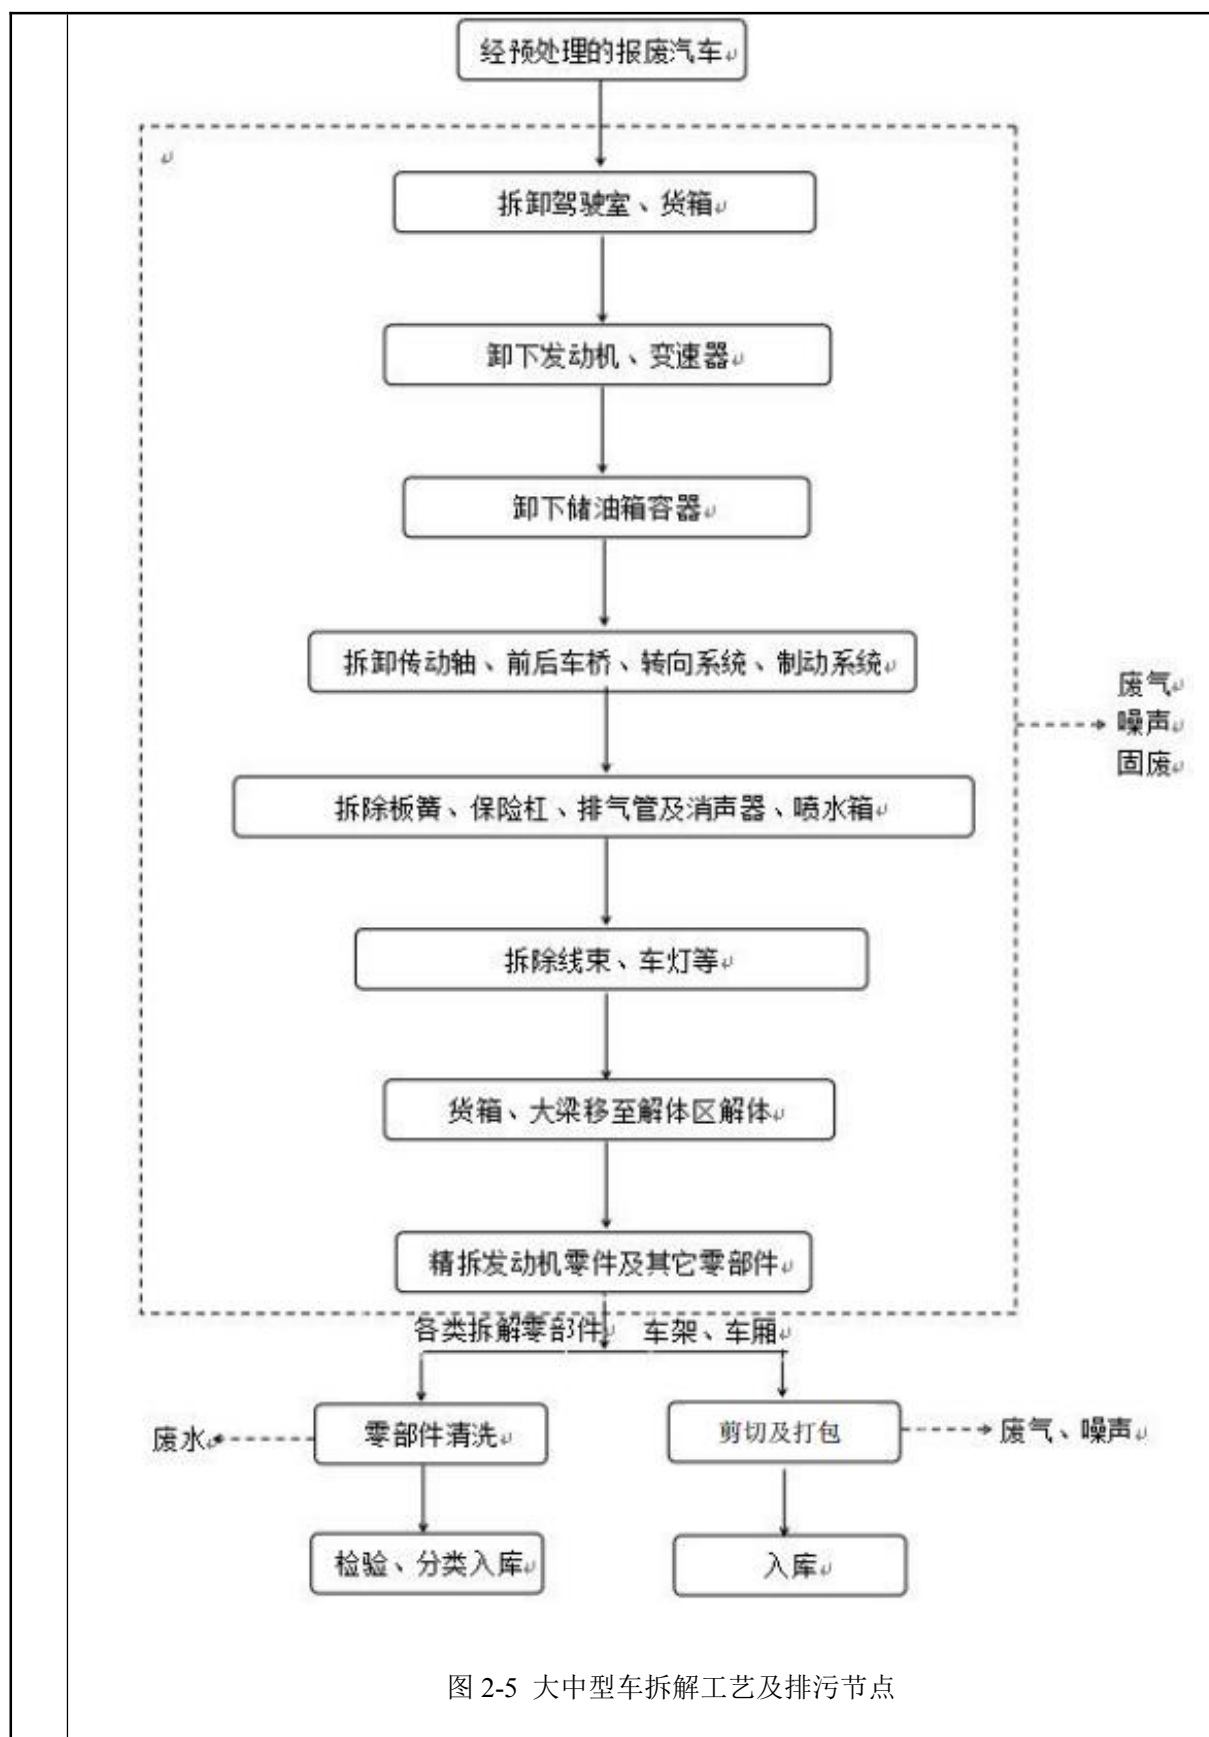 经预处理的报废汽车
拆卸驾驶室、货箱
卸下发动机、变速器
卸下储油箱容器
拆卸传动轴、前后车桥、转向系统、制动系统
废气
噪声
固废
拆除板簧、保险杠、排气管及消声器、喷水箱
拆除线束、车灯等
货箱、大梁移至解体区解体
精拆发动机零件及其它零部件
各类拆解零部件 车架、车厢
废水 零部件清洗 剪切及打包 废气、噪声
检验、分类入库 入库
图 2-5 大中型车拆解工艺及排污节点